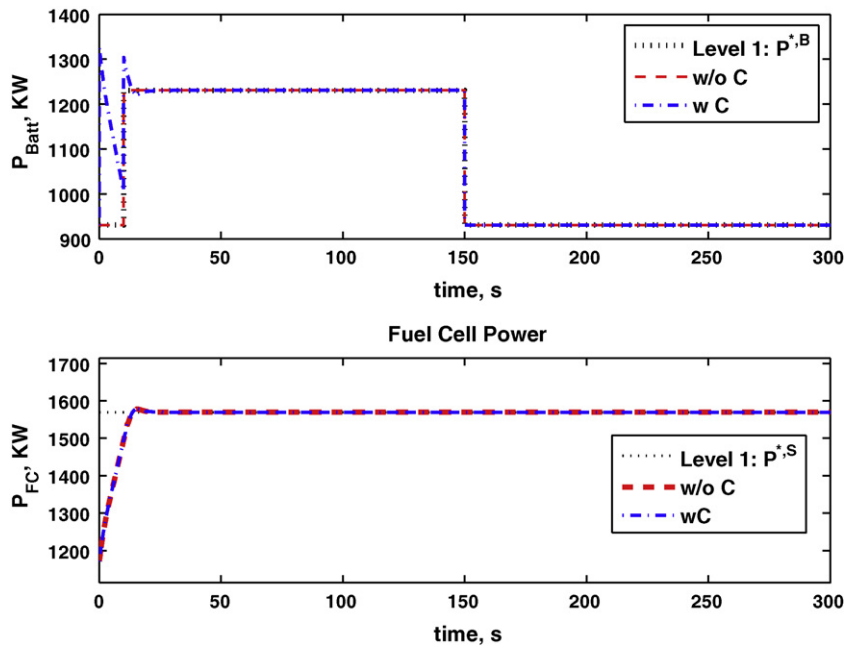 1400
1300
1200
1100
1000
900
P_Batt, KW
Level 1: P^*,B
w/o C
w C
0 50 100 150 200 250 300
time, s
Fuel Cell Power
1700
1600
1500
1400
1300
1200
P_FC, KW
Level 1: P^*,S
w/o C
wC
0 50 100 150 200 250 300
time, s